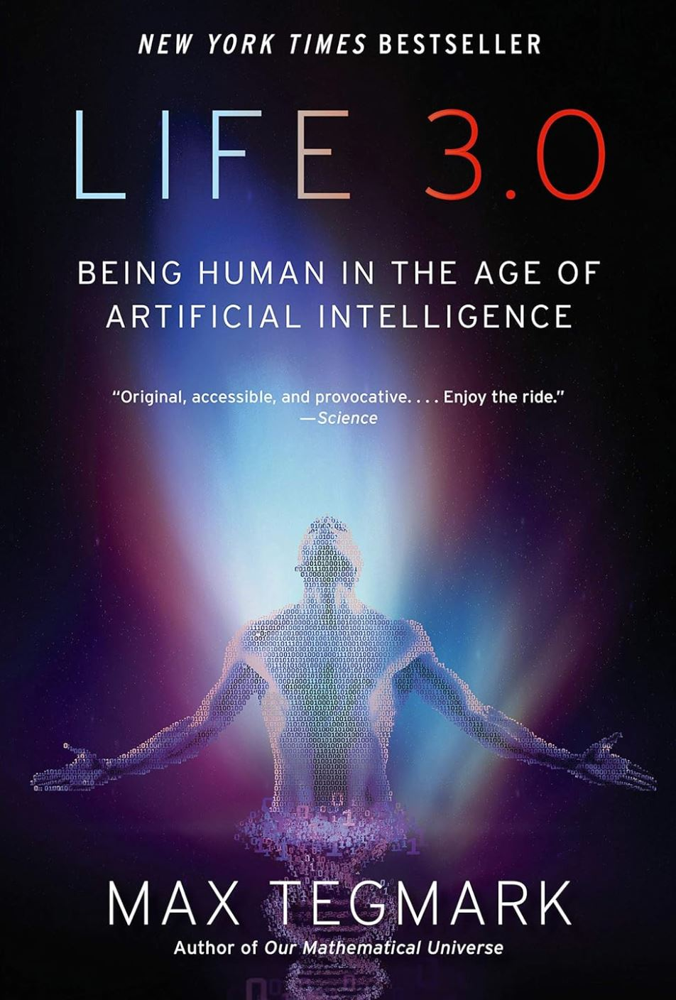 NEW YORK TIMES BESTSELLER
LIFE 3.0
BEING HUMAN IN THE AGE OF
ARTIFICIAL INTELLIGENCE
“Original, accessible, and provocative. . . . Enjoy the ride.”
—Science
MAX TEGMARK
Author of Our Mathematical Universe